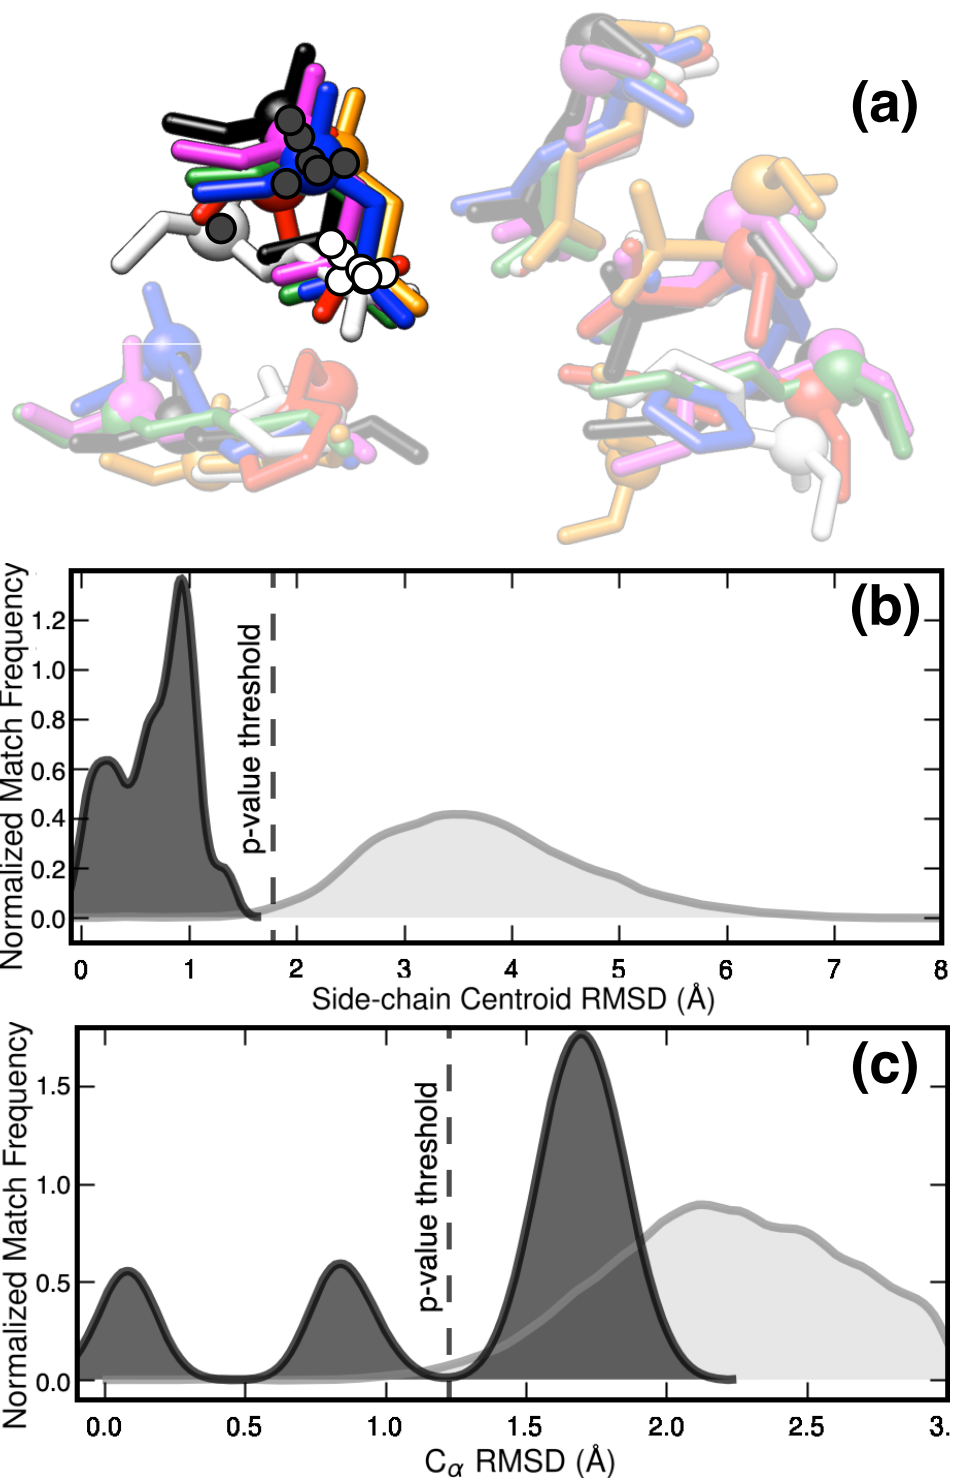 (a)
(b)
Normalized Match Frequency
1.2
1.0
0.8
0.6
0.4
0.2
0.0
p-value threshold
0 1 2 3 4 5 6 7 8
Side-chain Centroid RMSD (Å)
(c)
Normalized Match Frequency
1.5
1.0
0.5
0.0
p-value threshold
0.0 0.5 1.0 1.5 2.0 2.5 3.
Cα RMSD (Å)